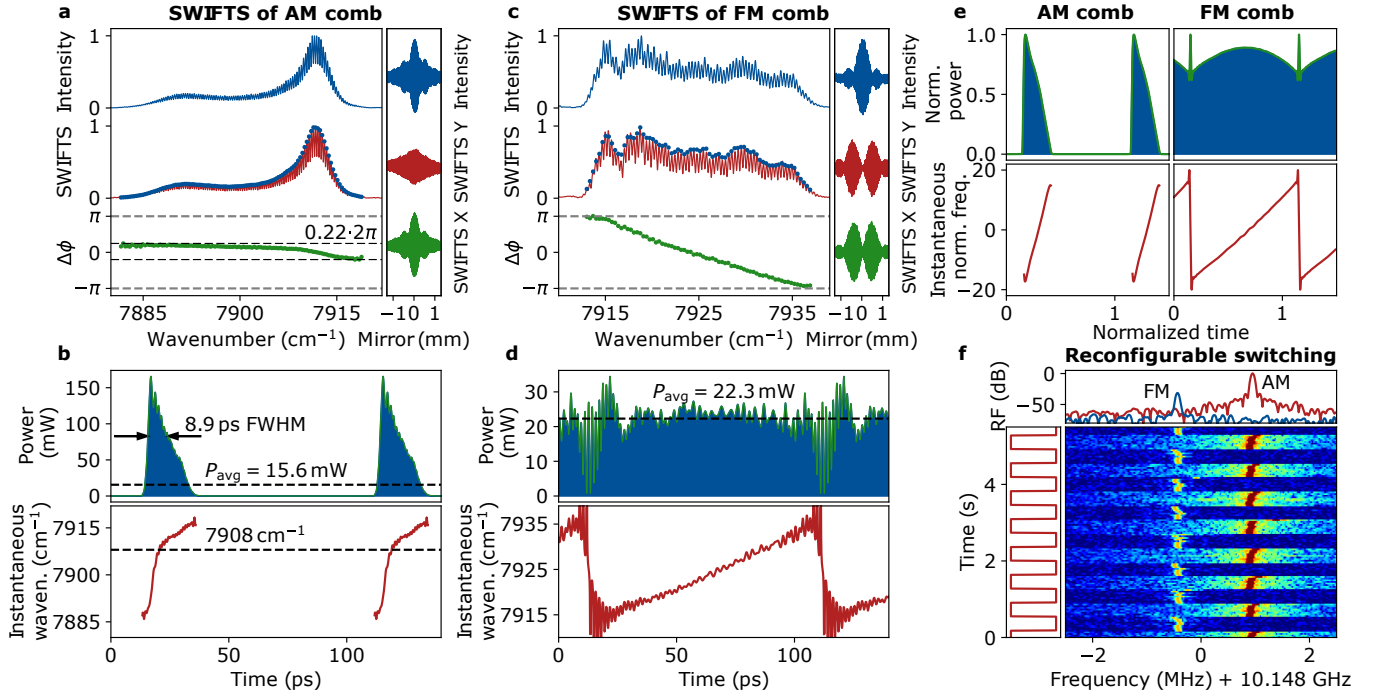 a SWIFTS of AM comb
Intensity
1
0
SWIFTS
1
0
Δϕ
π
0
−π
0.22·2π
7885 7900 7915
Wavenumber (cm⁻¹)
−1 0 1
Mirror (mm)
SWIFTS X SWIFTS Y Intensity
c SWIFTS of FM comb
Intensity
1
0
SWIFTS
1
0
Δϕ
π
0
−π
7915 7925 7935
Wavenumber (cm⁻¹)
−1 0 1
Mirror (mm)
SWIFTS X SWIFTS Y Intensity
e AM comb FM comb
Norm.
power
1.0
0.5
0.0
Instantaneous
norm. freq.
20
0
−20
0 1 0 1
Normalized time
b
Power
(mW)
150
100
50
0
8.9 ps FWHM
Pavg = 15.6 mW
Instantaneous
waven. (cm⁻¹)
7915
7900
7885
7908 cm⁻¹
0 50 100
Time (ps)
d
Power
(mW)
30
20
10
0
Pavg = 22.3 mW
Instantaneous
waven. (cm⁻¹)
7935
7925
7915
0 50 100
Time (ps)
f Reconfigurable switching
RF (dB)
0
−50
FM AM
Time (s)
4
2
0
−2 0 2
Frequency (MHz) + 10.148 GHz